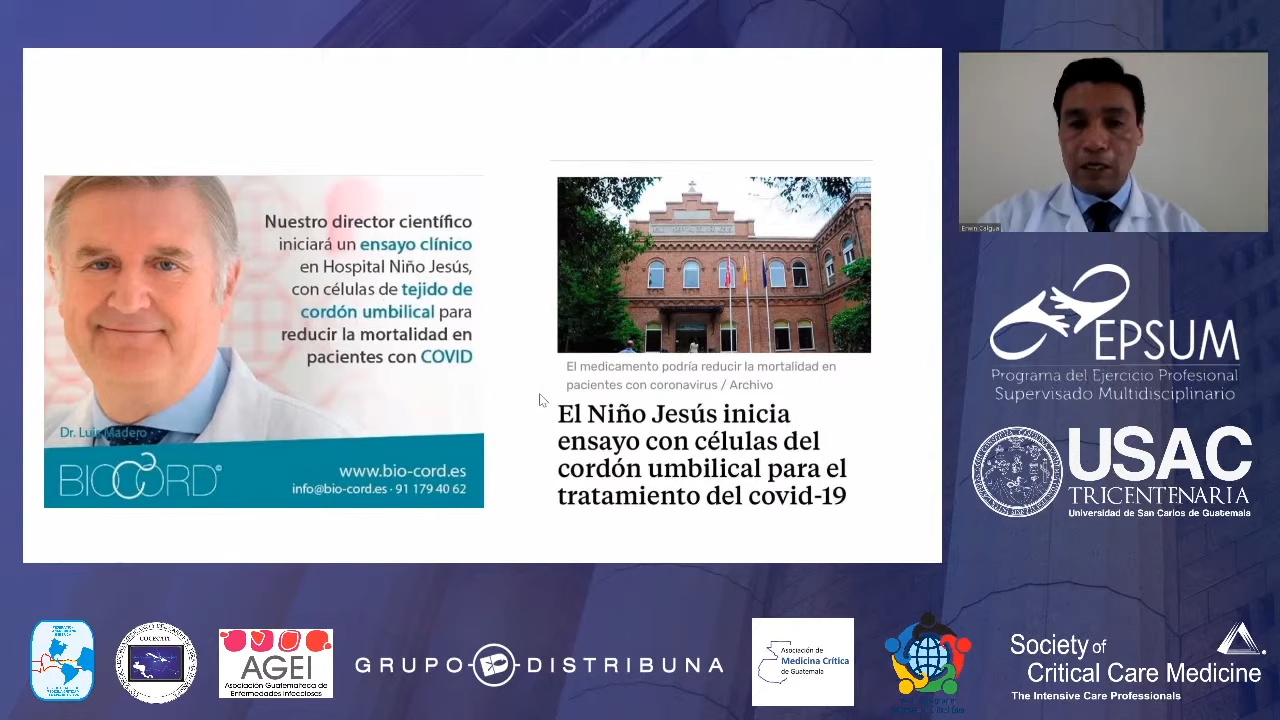 Nuestro director científico
iniciará un ensayo clínico
en Hospital Niño Jesús,
con células de tejido de
cordón umbilical para
reducir la mortalidad en
pacientes con COVID
Dr. Luis Madero
BIOCORD
www.bio-cord.es
info@bio-cord.es · 91 179 40 62
El medicamento podría reducir la mortalidad en
pacientes con coronavirus / Archivo
El Niño Jesús inicia
ensayo con células del
cordón umbilical para el
tratamiento del covid-19
Erwin Calgua
EPSUM
Programa del Ejercicio Profesional
Supervisado Multidisciplinario
USAC
TRICENTENARIA
Universidad de San Carlos de Guatemala
COCECATI
AGEI
Asociación Guatemalteca de
Enfermedades Infecciosas
GRUPO DISTRIBUNA
Asociación de
Medicina Crítica
de Guatemala
Society of
Critical Care Medicine
The Intensive Care Professionals